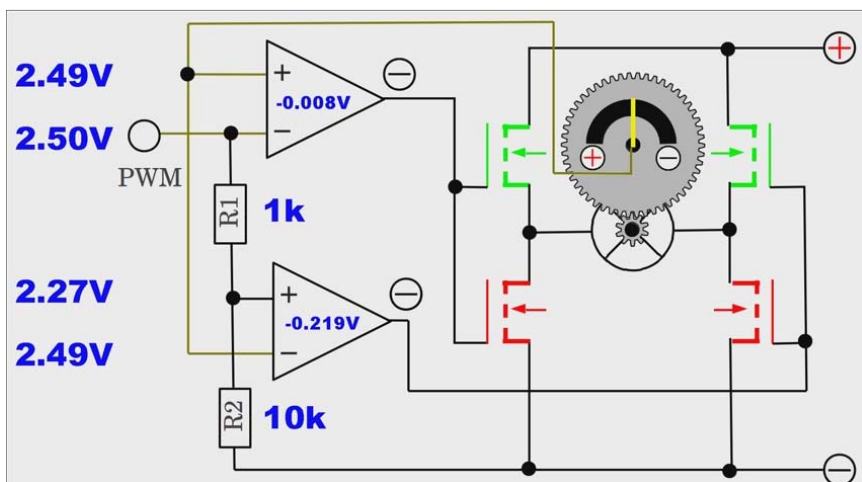 2.49V
+
-0.008V
−
2.50V
−
PWM
R1
1k
+
−
+
2.27V
+
-0.219V
−
2.49V
−
R2
10k
−